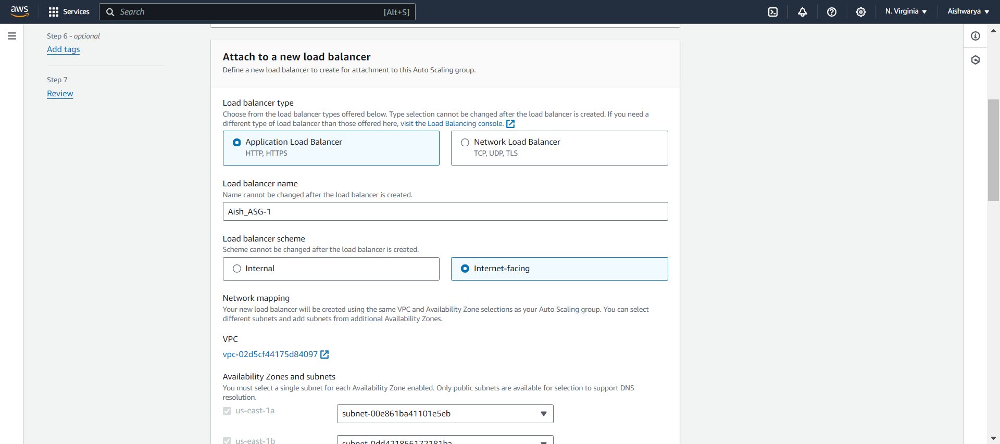 aws
Services
Search
[Alt+S]
N. Virginia
Aishwarya
Step 6 - optional
Add tags
Step 7
Review
Attach to a new load balancer
Define a new load balancer to create for attachment to this Auto Scaling group.
Load balancer type
Choose from the load balancer types offered below. Type selection cannot be changed after the load balancer is created. If you need a
different type of load balancer than those offered here, visit the Load Balancing console.
Application Load Balancer
HTTP, HTTPS
Network Load Balancer
TCP, UDP, TLS
Load balancer name
Name cannot be changed after the load balancer is created.
Aish_ASG-1
Load balancer scheme
Scheme cannot be changed after the load balancer is created.
Internal
Internet-facing
Network mapping
Your new load balancer will be created using the same VPC and Availability Zone selections as your Auto Scaling group. You can select
different subnets and add subnets from additional Availability Zones.
VPC
vpc-02d5cf44175d84097
Availability Zones and subnets
You must select a single subnet for each Availability Zone enabled. Only public subnets are available for selection to support DNS
resolution.
us-east-1a
subnet-00e861ba41101e5eb
us-east-1b
subnet-0dd421856172181ba